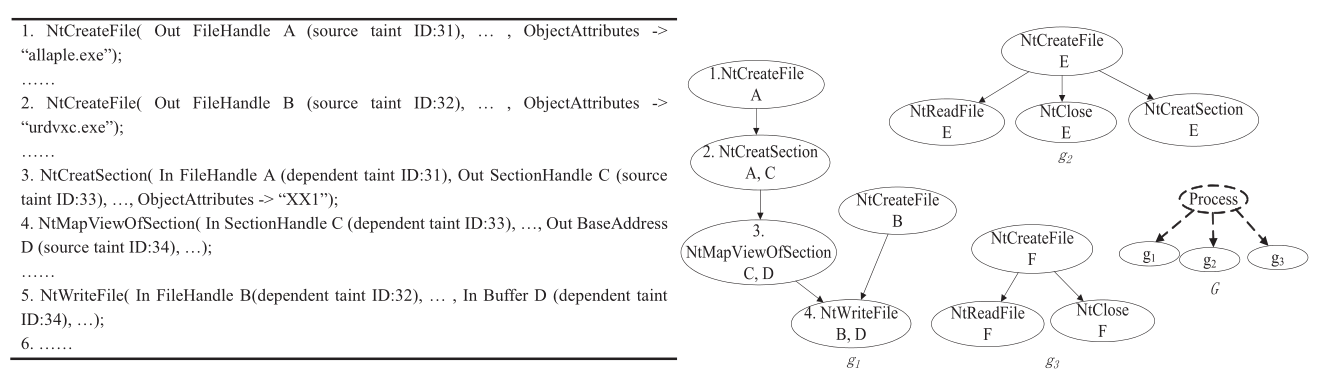 1. NtCreateFile( Out FileHandle A (source taint ID:31), … , ObjectAttributes ->
“allaple.exe”);
……
2. NtCreateFile( Out FileHandle B (source taint ID:32), … , ObjectAttributes ->
“urdvxc.exe”);
……
3. NtCreatSection( In FileHandle A (dependent taint ID:31), Out SectionHandle C (source
taint ID:33), …, ObjectAttributes -> “XX1”);
4. NtMapViewOfSection( In SectionHandle C (dependent taint ID:33), …, Out BaseAddress
D (source taint ID:34), …);
……
5. NtWriteFile( In FileHandle B(dependent taint ID:32), … , In Buffer D (dependent taint
ID:34), …);
6. ……
1.NtCreateFile
A
2. NtCreatSection
A, C
3.
NtMapViewOfSection
C, D
NtCreateFile
B
4. NtWriteFile
B, D
g1
NtCreateFile
E
NtReadFile
E
NtClose
E
NtCreatSection
E
g2
NtCreateFile
F
NtReadFile
F
NtClose
F
g3
Process
g1
g2
g3
G